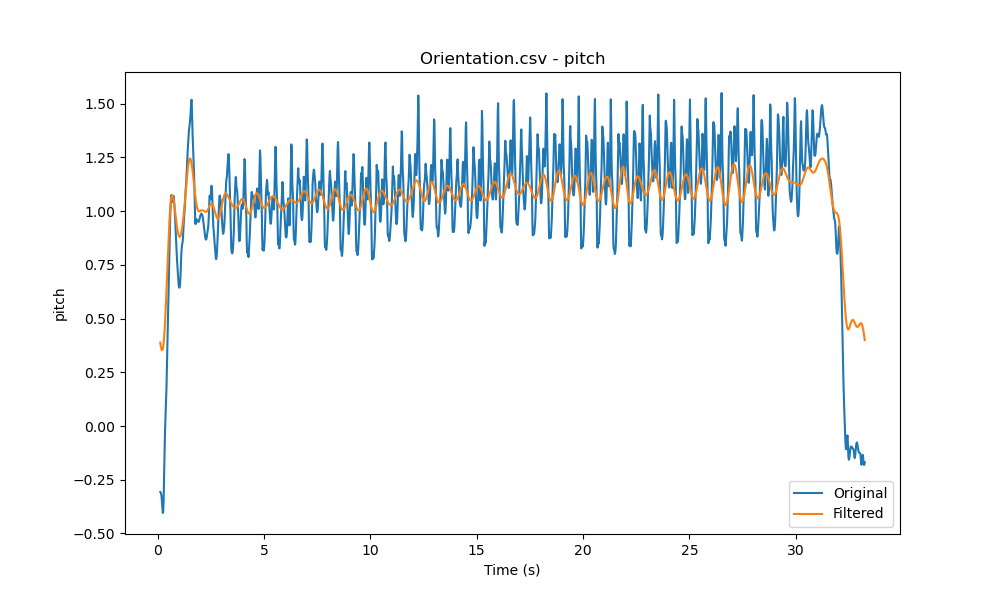 Orientation.csv - pitch
pitch
1.50
1.25
1.00
0.75
0.50
0.25
0.00
−0.25
−0.50
0 5 10 15 20 25 30
Time (s)
Original
Filtered